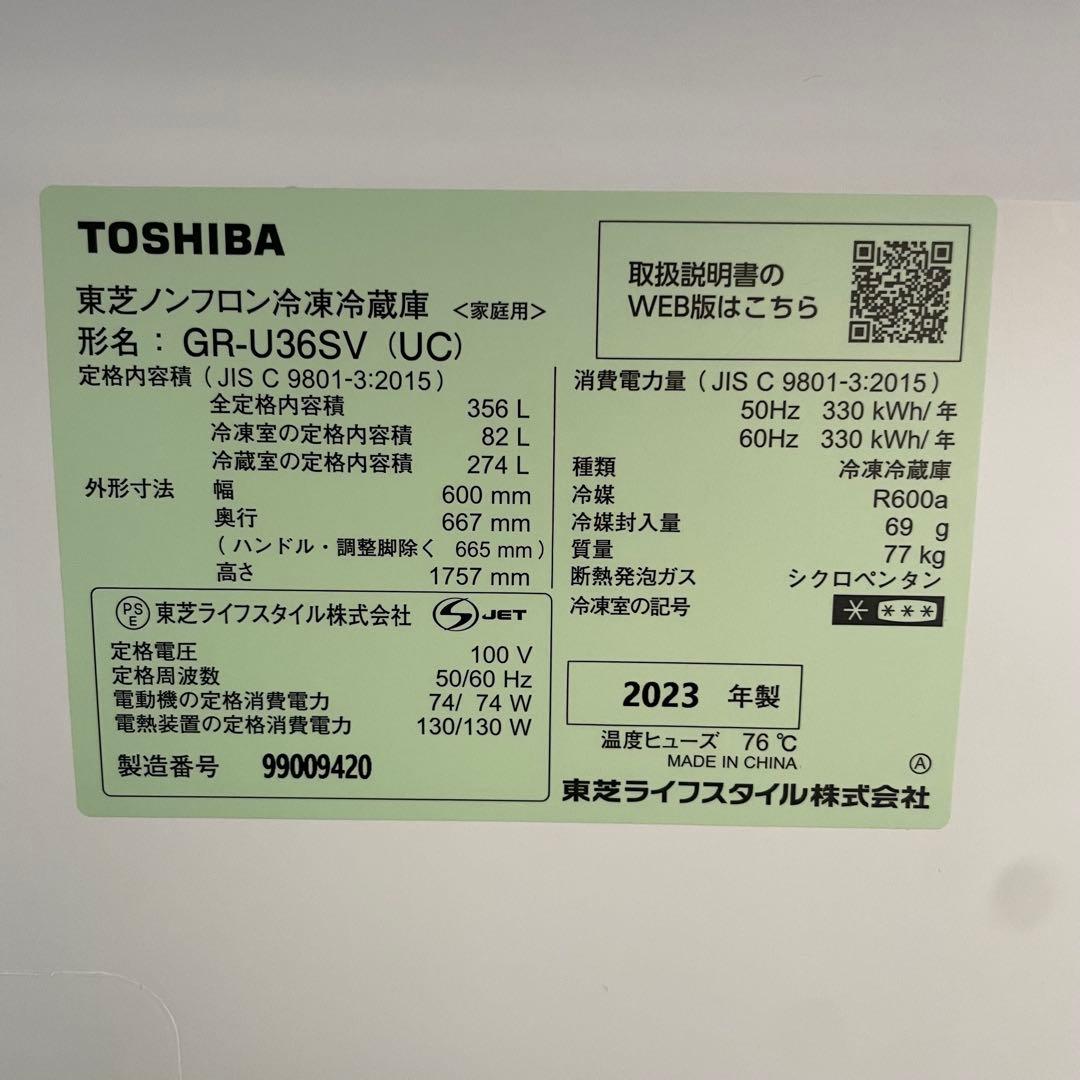 TOSHIBA
東芝ノンフロン冷凍冷蔵庫 <家庭用>
形名： GR-U36SV (UC)
取扱説明書の
WEB版はこちら
定格内容積 ( JIS C 9801-3:2015 )
全定格内容積 356 L
冷凍室の定格内容積 82 L
冷蔵室の定格内容積 274 L
外形寸法 幅 600 mm
奥行 667 mm
( ハンドル・調整脚除く 665 mm )
高さ 1757 mm
消費電力量 ( JIS C 9801-3:2015 )
50Hz 330 kWh/年
60Hz 330 kWh/年
種類 冷凍冷蔵庫
冷媒 R600a
冷媒封入量 69 g
質量 77 kg
断熱発泡ガス シクロペンタン
冷凍室の記号 * ***
PSE 東芝ライフスタイル株式会社 S JET
定格電圧 100 V
定格周波数 50/60 Hz
電動機の定格消費電力 74/ 74 W
電熱装置の定格消費電力 130/130 W
製造番号 99009420
2023 年製
温度ヒューズ 76 ℃
MADE IN CHINA
Ⓐ
東芝ライフスタイル株式会社